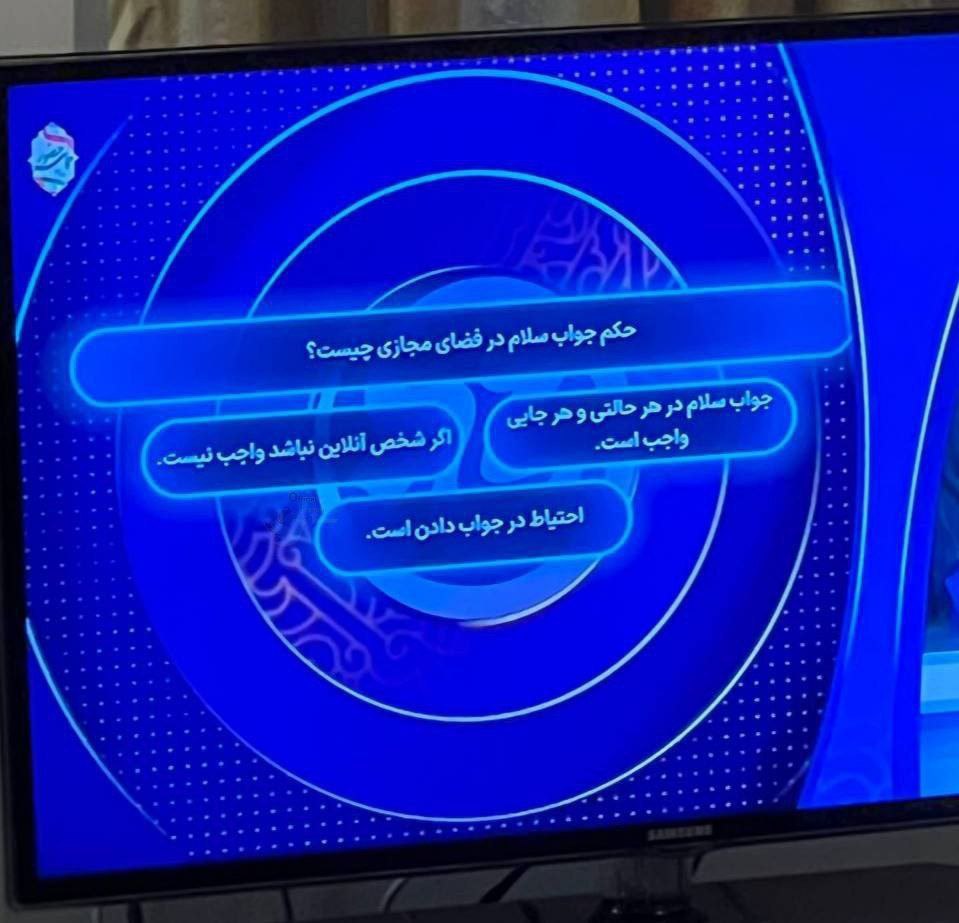 حکم جواب سلام در فضای مجازی چیست؟
جواب سلام در هر حالتی و هر جایی
واجب است.
اگر شخص آنلاین نباشد واجب نیست.
احتیاط در جواب دادن است.
SAMSUNG